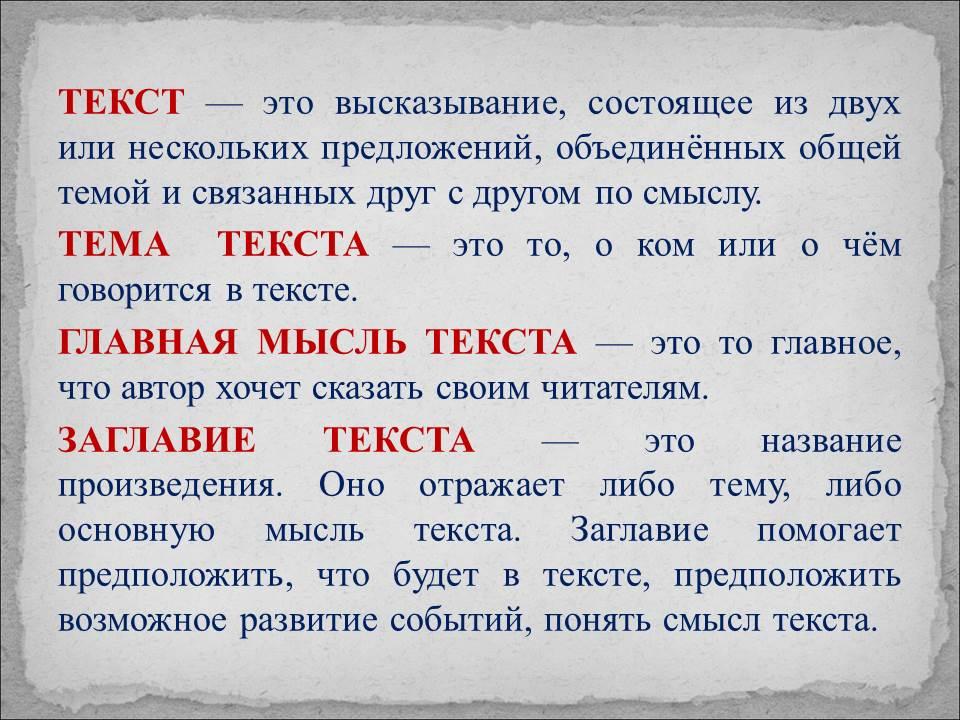 ТЕКСТ — это высказывание, состоящее из двух
или нескольких предложений, объединённых общей
темой и связанных друг с другом по смыслу.
ТЕМА ТЕКСТА — это то, о ком или о чём
говорится в тексте.
ГЛАВНАЯ МЫСЛЬ ТЕКСТА — это то главное,
что автор хочет сказать своим читателям.
ЗАГЛАВИЕ ТЕКСТА — это название
произведения. Оно отражает либо тему, либо
основную мысль текста. Заглавие помогает
предположить, что будет в тексте, предположить
возможное развитие событий, понять смысл текста.